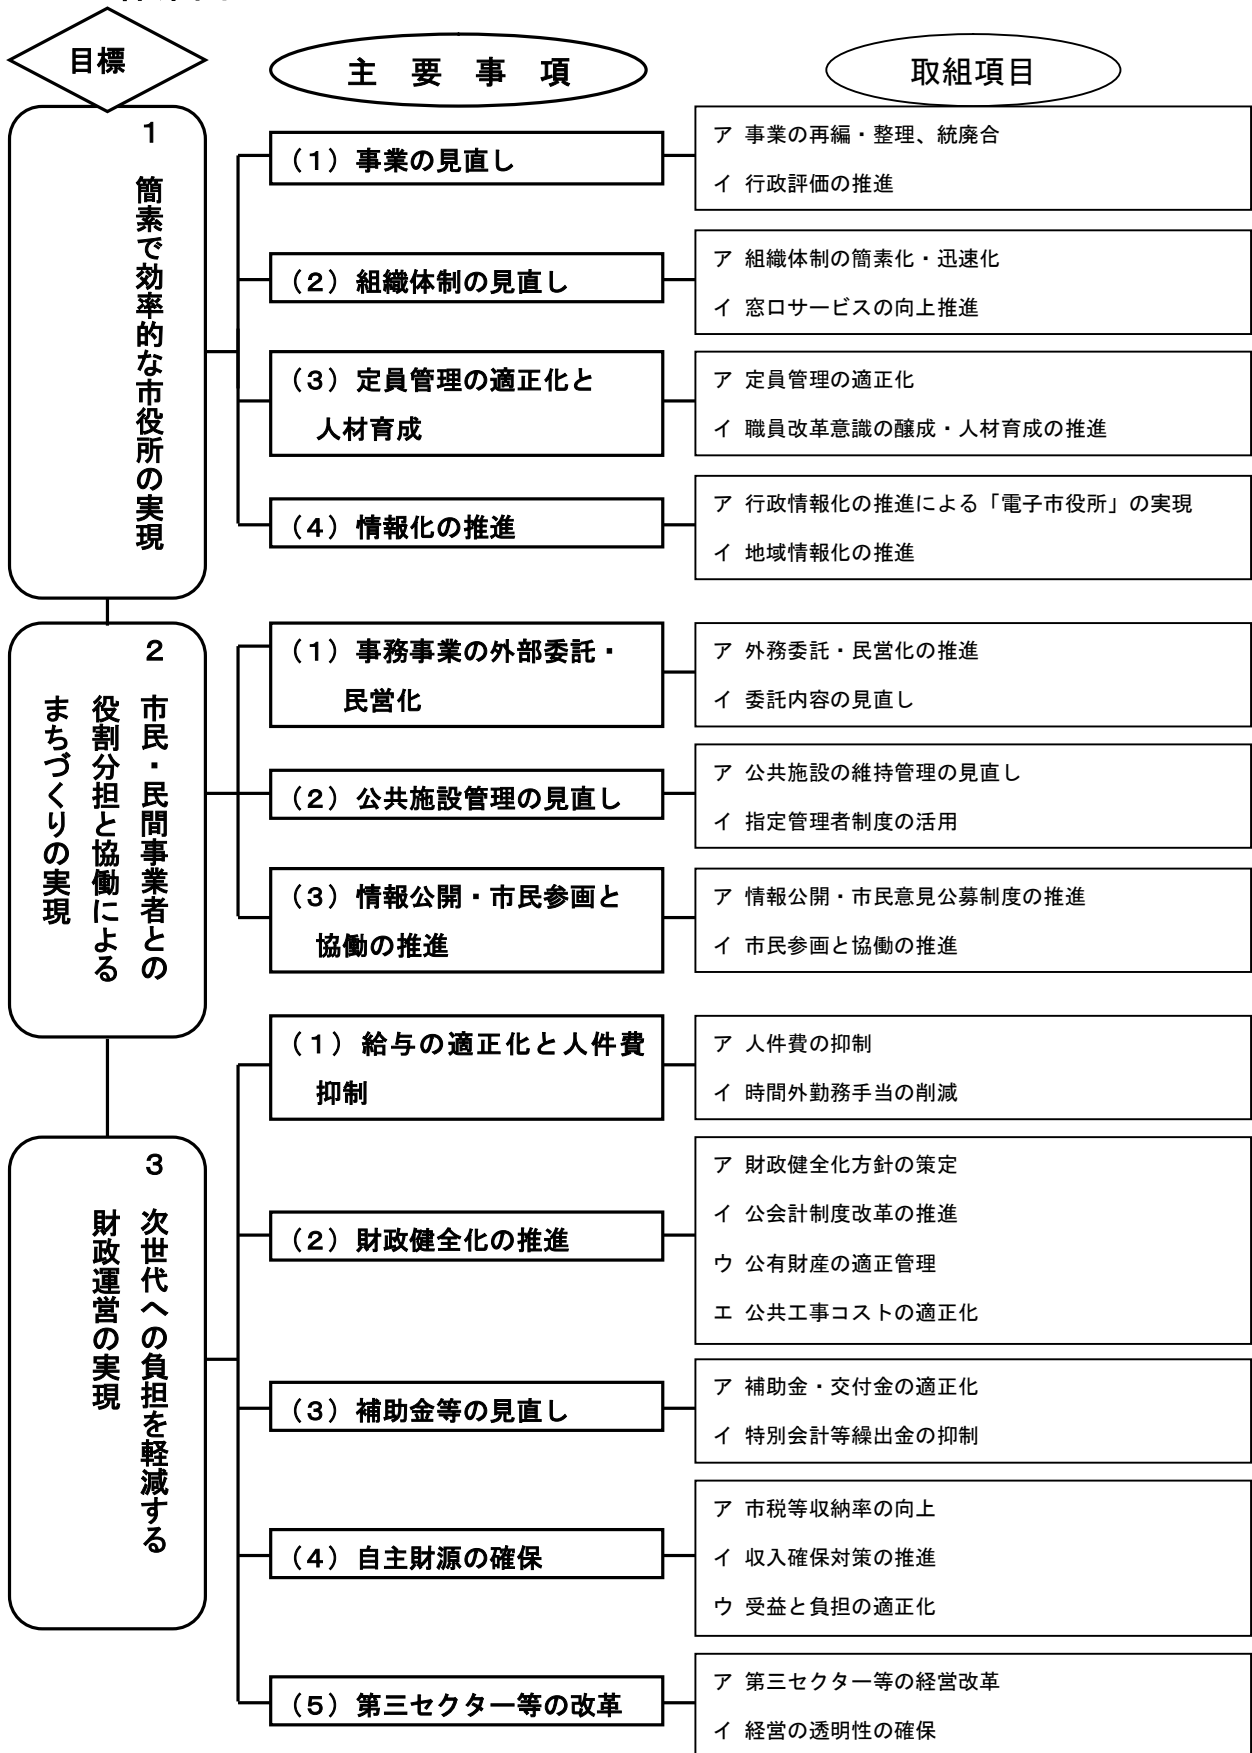 目標
主要事項
取組項目
1 簡素で効率的な市役所の実現
(1)事業の見直し
ア 事業の再編・整理、統廃合
イ 行政評価の推進
(2)組織体制の見直し
ア 組織体制の簡素化・迅速化
イ 窓口サービスの向上推進
(3)定員管理の適正化と
人材育成
ア 定員管理の適正化
イ 職員改革意識の醸成・人材育成の推進
(4)情報化の推進
ア 行政情報化の推進による「電子市役所」の実現
イ 地域情報化の推進
2 市民・民間事業者との
役割分担と協働による
まちづくりの実現
(1)事務事業の外部委託・
民営化
ア 外務委託・民営化の推進
イ 委託内容の見直し
(2)公共施設管理の見直し
ア 公共施設の維持管理の見直し
イ 指定管理者制度の活用
(3)情報公開・市民参画と
協働の推進
ア 情報公開・市民意見公募制度の推進
イ 市民参画と協働の推進
3 次世代への負担を軽減する
財政運営の実現
(1)給与の適正化と人件費
抑制
ア 人件費の抑制
イ 時間外勤務手当の削減
(2)財政健全化の推進
ア 財政健全化方針の策定
イ 公会計制度改革の推進
ウ 公有財産の適正管理
エ 公共工事コストの適正化
(3)補助金等の見直し
ア 補助金・交付金の適正化
イ 特別会計等繰出金の抑制
(4)自主財源の確保
ア 市税等収納率の向上
イ 収入確保対策の推進
ウ 受益と負担の適正化
(5)第三セクター等の改革
ア 第三セクター等の経営改革
イ 経営の透明性の確保